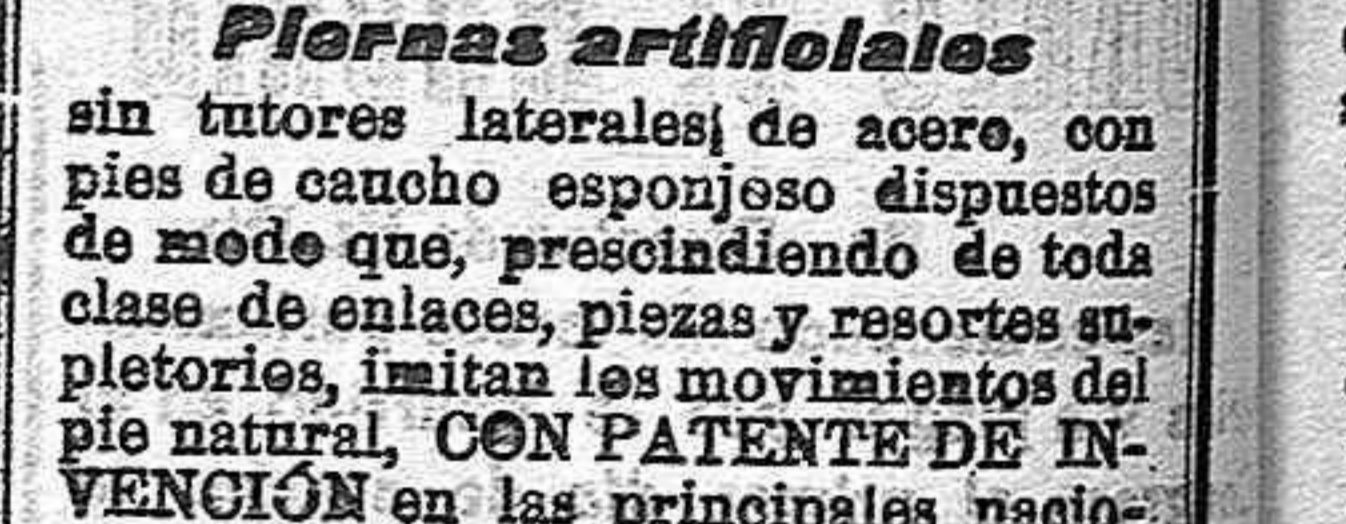 Piernas artificiales
sin tutores laterales de acero, con
pies de caucho esponjoso dispuestos
de modo que, prescindiendo de toda
clase de enlaces, piezas y resortes su-
pletorios, imitan los movimientos del
pie natural, CON PATENTE DE IN-
VENCIÓN en las principales nacio-